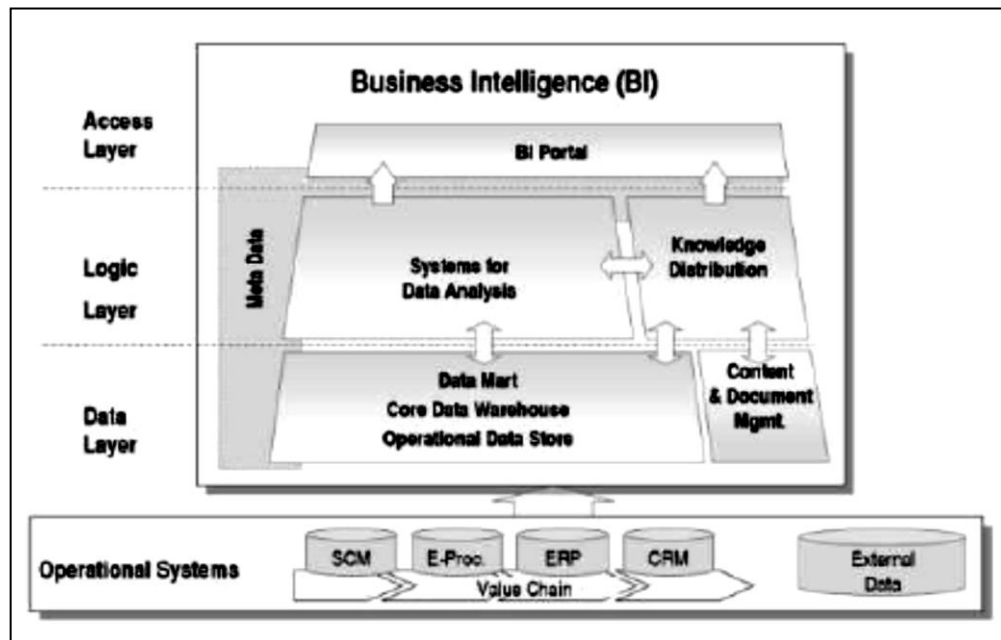 Business Intelligence (BI)
Access
Layer
BI Portal
Meta Data
Logic
Layer
Systems for
Data Analysis
Knowledge
Distribution
Data
Layer
Data Mart
Core Data Warehouse
Operational Data Store
Content
& Document
Mgmt.
Operational Systems
SCM
E-Proc.
ERP
CRM
Value Chain
External
Data